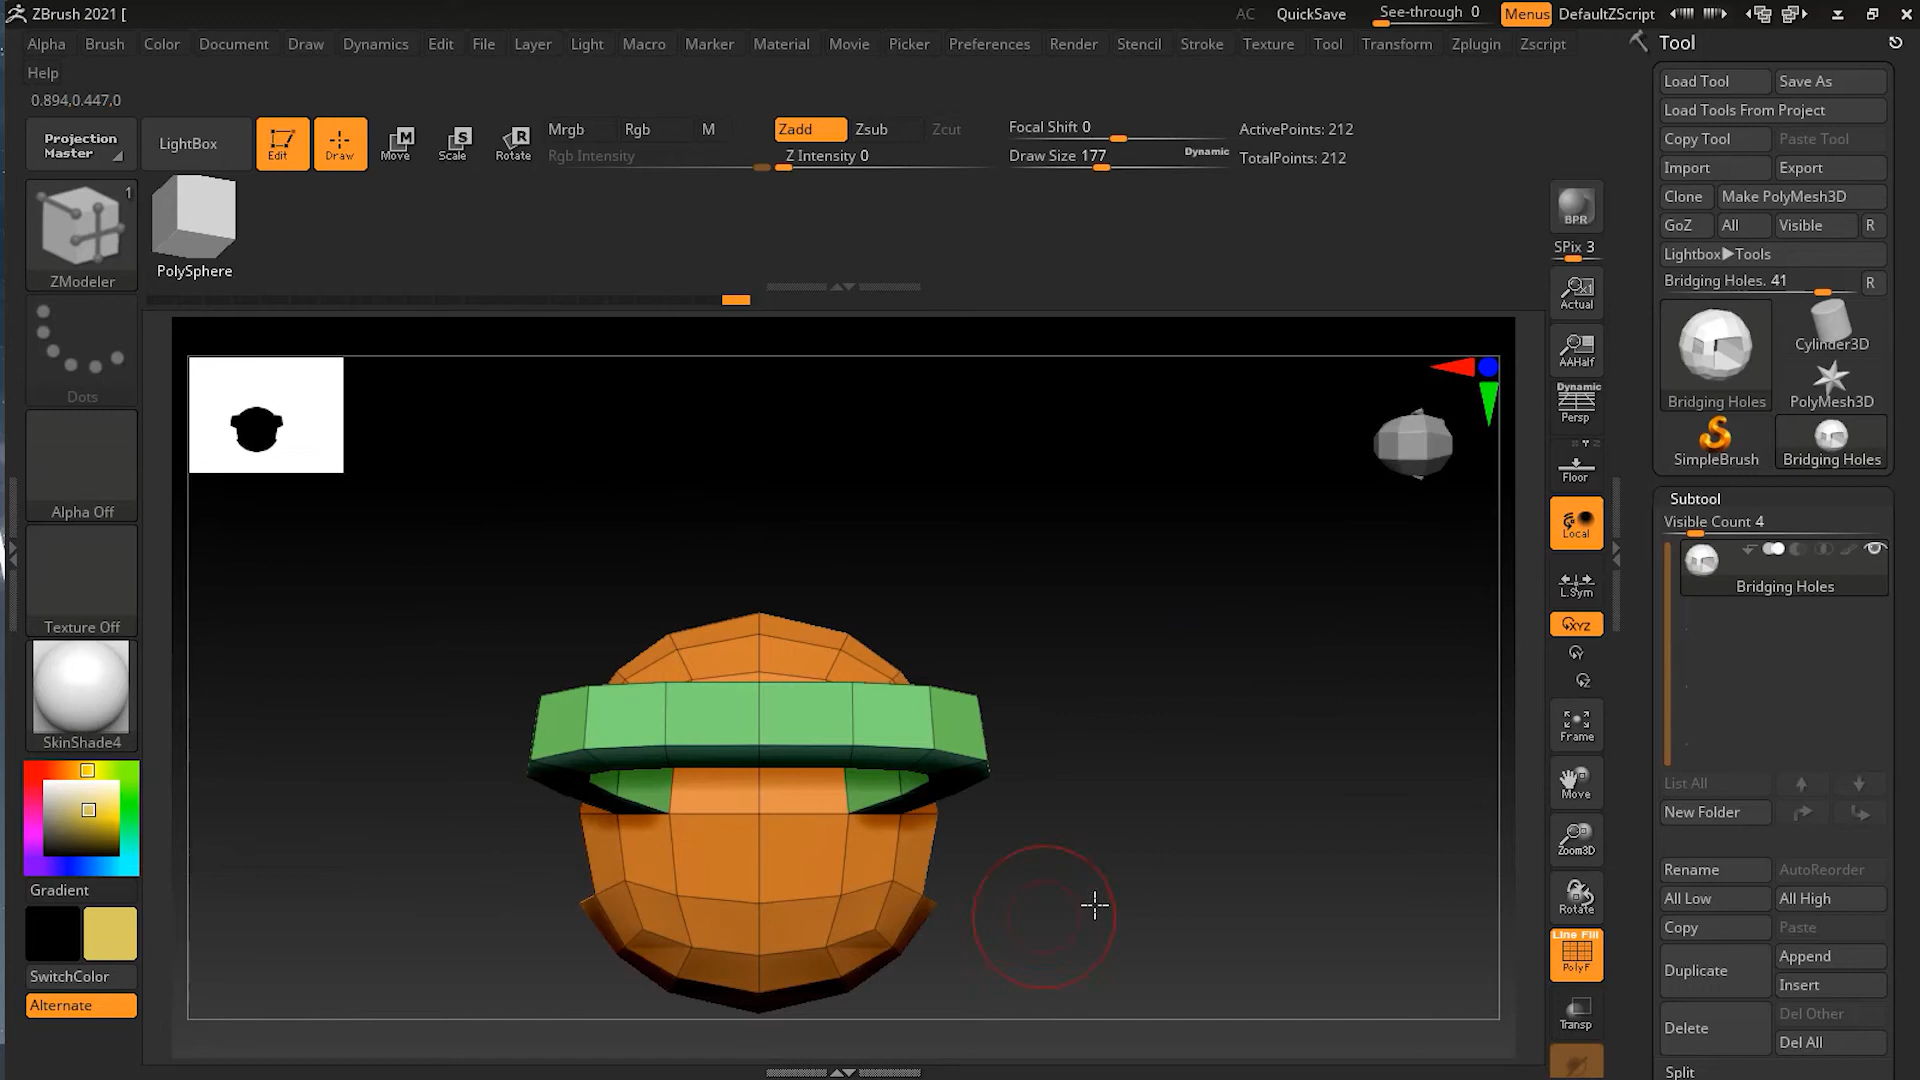 ZBrush 2021 [
AC QuickSave See-through 0 Menus DefaultZScript
Alpha Brush Color Document Draw Dynamics Edit File Layer Light Macro Marker Material Movie Picker Preferences Render Stencil Stroke Texture Tool Transform Zplugin Zscript
Help
0.894,0.447,0
Projection Master
LightBox
Edit
Draw
Move
M
Scale
S
Rotate
R
Mrgb Rgb M
Rgb Intensity
Zadd Zsub Zcut
Z Intensity 0
Focal Shift 0
Draw Size 177
Dynamic
ActivePoints: 212
TotalPoints: 212
1
ZModeler
PolySphere
Dots
Alpha Off
Texture Off
SkinShade4
Gradient
SwitchColor
Alternate
BPR
SPix 3
x1
Actual
AAHalf
Dynamic
Persp
Floor
Local
L.Sym
XYZ
Y
Z
Frame
Move
Zoom3D
Rotate
Line Fill
PolyF
Transp
Tool
Load Tool Save As
Load Tools From Project
Copy Tool Paste Tool
Import Export
Clone Make PolyMesh3D
GoZ All Visible R
Lightbox▶Tools
Bridging Holes. 41 R
Bridging Holes
Cylinder3D
PolyMesh3D
SimpleBrush
Bridging Holes
Subtool
Visible Count 4
Bridging Holes
List All
New Folder
Rename AutoReorder
All Low All High
Copy Paste
Duplicate Append
Insert
Delete Del Other
Del All
Split